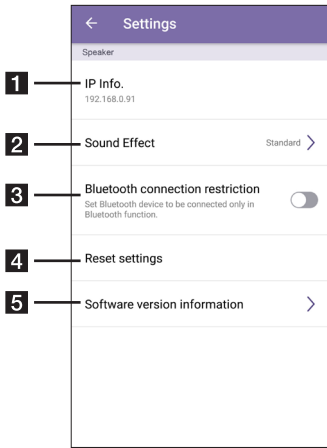 Settings
Speaker
1
IP Info.
192.168.0.91
2
Sound Effect
Standard
3
Bluetooth connection restriction
Set Bluetooth device to be connected only in
Bluetooth function.
4
Reset settings
5
Software version information